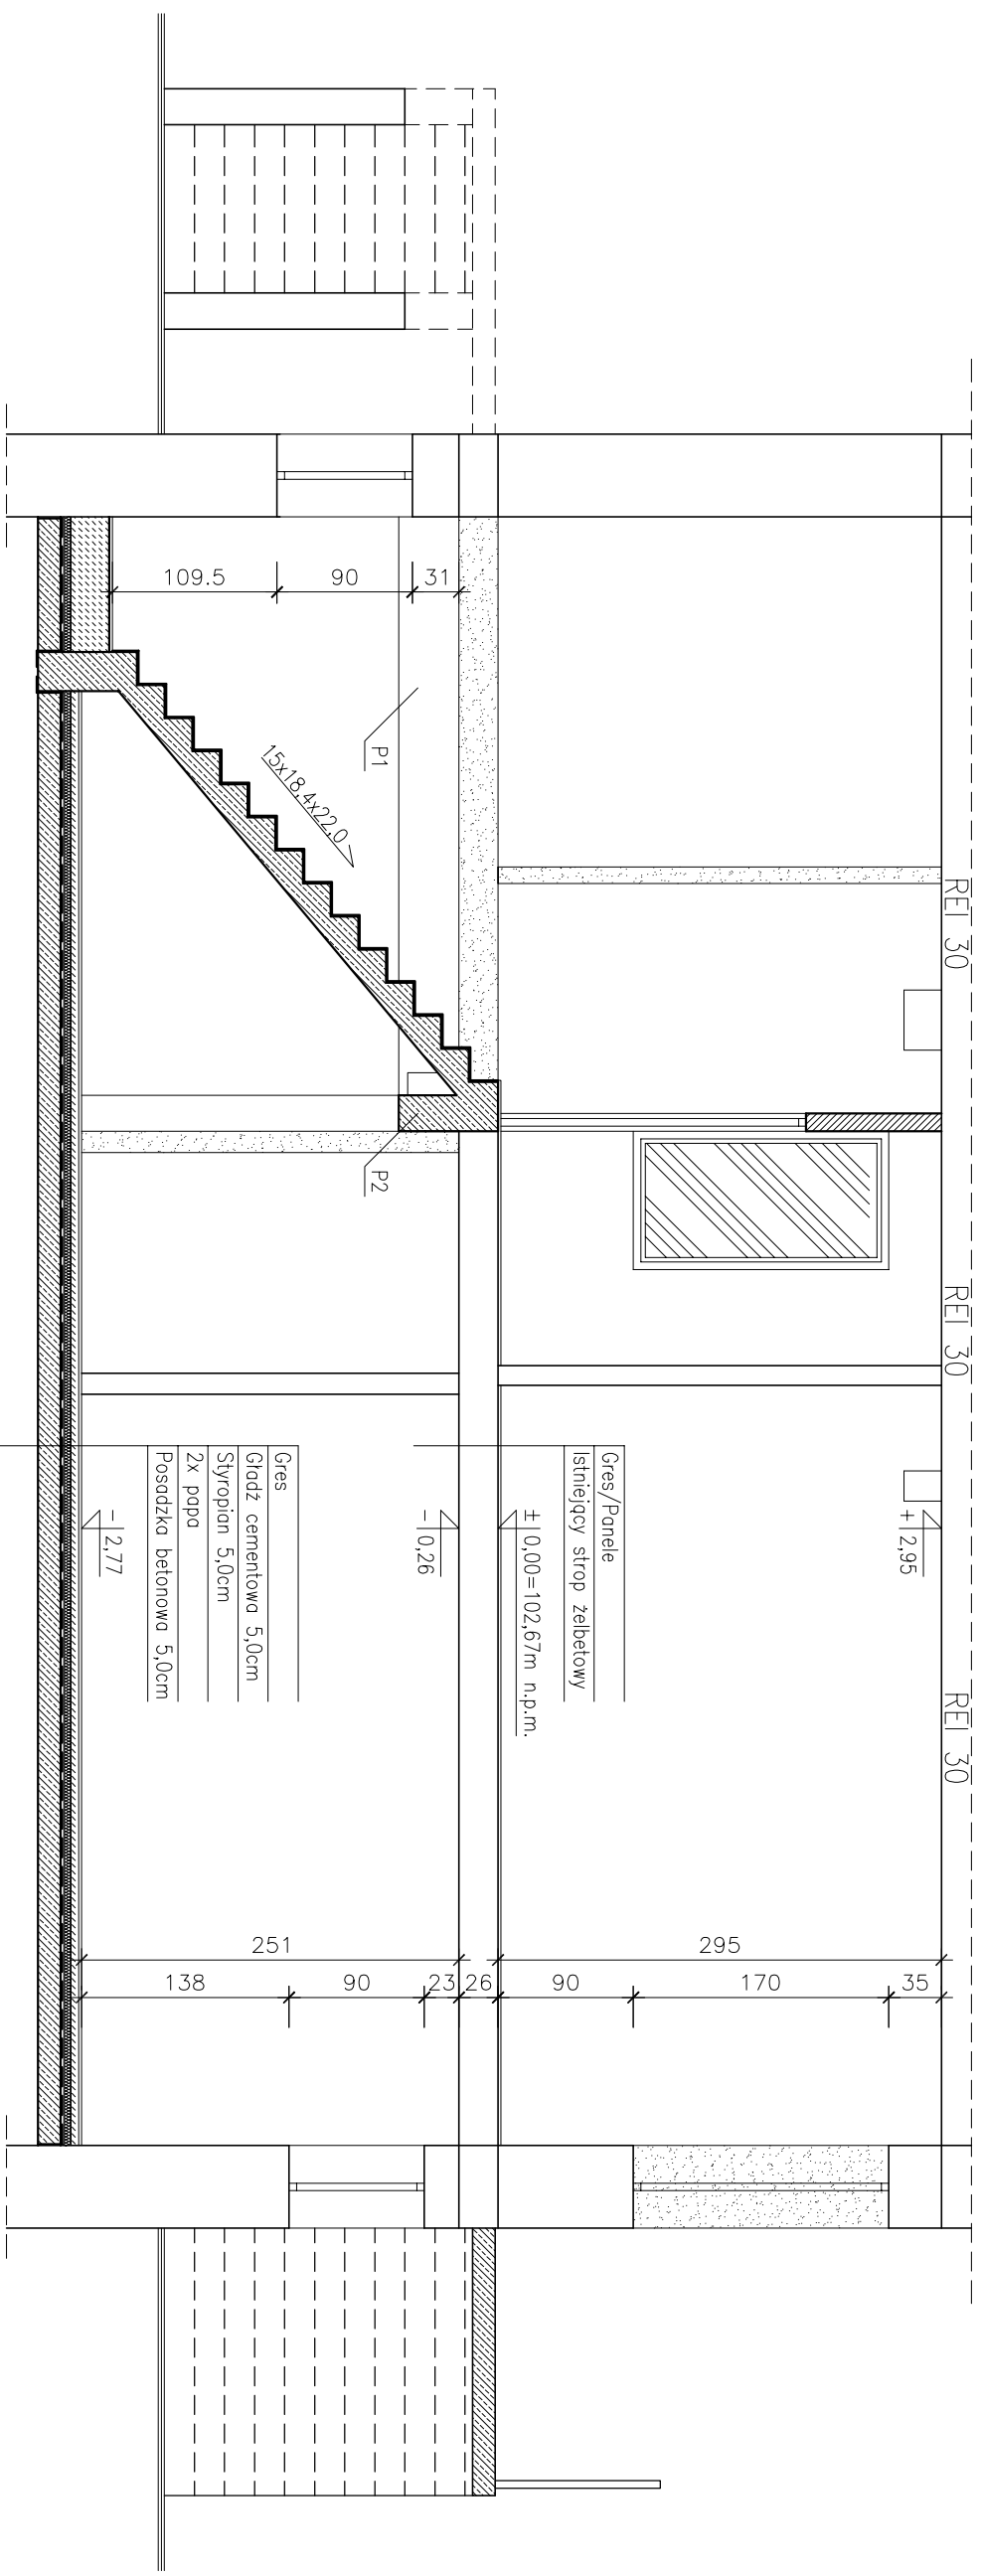 REI 30
REI 30
REI 30
+ 2,95
295
35
170
90
Gres/Panele
Istniejący strop żelbetowy
± 0,00=102,67m n.p.m.
26
- 0,26
31
90
109.5
P1
15x18,4x22,0
P2
251
23
90
138
Gres
Gładź cementowa 5,0cm
Styropian 5,0cm
2x papa
Posadzka betonowa 5,0cm
- 2,77